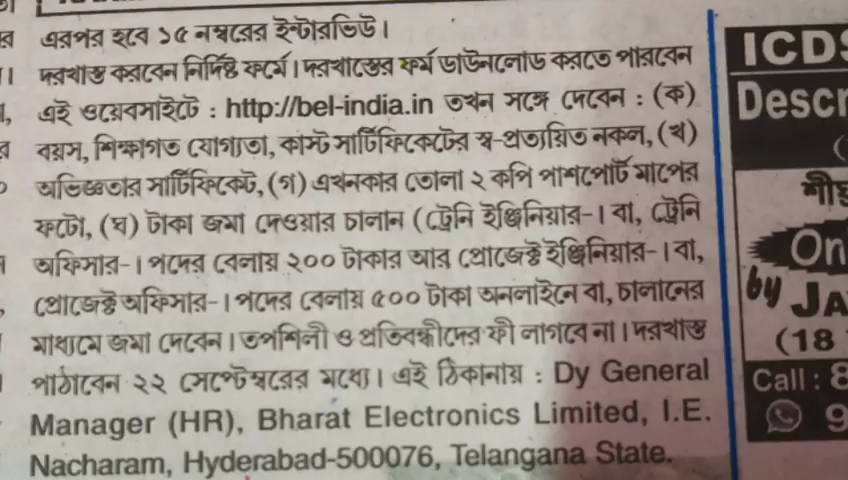 এরপর হবে ১৫ নম্বরের ইন্টারভিউ।
দরখাস্ত করবেন নির্দিষ্ট ফর্মে। দরখাস্তের ফর্ম ডাউনলোড করতে পারবেন
এই ওয়েবসাইটে : http://bel-india.in তখন সঙ্গে দেবেন : (ক)
বয়স, শিক্ষাগত যোগ্যতা, কাস্ট সার্টিফিকেটের স্ব-প্রত্যয়িত নকল, (খ)
অভিজ্ঞতার সার্টিফিকেট, (গ) এখনকার তোলা ২ কপি পাশপোর্ট মাপের
ফটো, (ঘ) টাকা জমা দেওয়ার চালান (ট্রেনি ইঞ্জিনিয়ার-। বা, ট্রেনি
অফিসার-। পদের বেলায় ২০০ টাকার আর প্রোজেক্ট ইঞ্জিনিয়ার-। বা,
প্রোজেক্ট অফিসার-। পদের বেলায় ৫০০ টাকা অনলাইনে বা, চালানের
মাধ্যমে জমা দেবেন। তপশিলী ও প্রতিবন্ধীদের ফী লাগবে না। দরখাস্ত
পাঠাবেন ২২ সেপ্টেম্বরের মধ্যে। এই ঠিকানায় : Dy General
Manager (HR), Bharat Electronics Limited, I.E.
Nacharam, Hyderabad-500076, Telangana State.
ICDS
Descr
(
On
by JA
(18
Call : 8
9